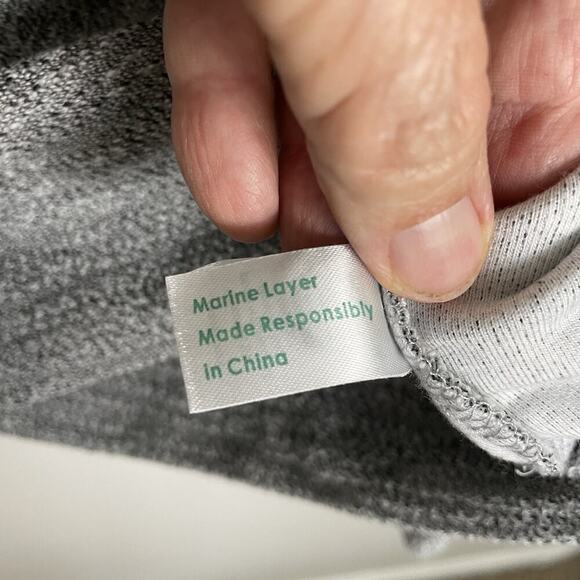 Marine Layer
Made Responsibly
in China